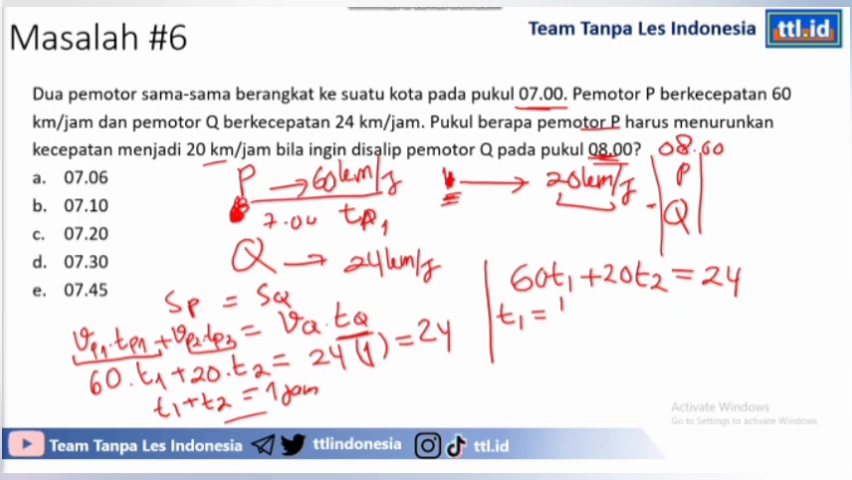 Masalah #6
Team Tanpa Les Indonesia
ttl.id
Dua pemotor sama-sama berangkat ke suatu kota pada pukul 07.00. Pemotor P berkecepatan 60
km/jam dan pemotor Q berkecepatan 24 km/jam. Pukul berapa pemotor P harus menurunkan
kecepatan menjadi 20 km/jam bila ingin disalip pemotor Q pada pukul 08.00?
08.00
a. 07.06
b. 07.10
c. 07.20
d. 07.30
e. 07.45
P → 60km/j
→ 20km/j
P
7.00 tp1
Q
Q → 24km/j
Sp = SQ
Vp1.tp1+Vp2.tp2 = VQ.tQ
60.t1+20.t2 = 24(1) = 24
t1+t2 = 1 jam
60t1+20t2 = 24
t1 = 1
Activate Windows
Go to Settings to activate Windows.
Team Tanpa Les Indonesia
ttlindonesia
ttl.id